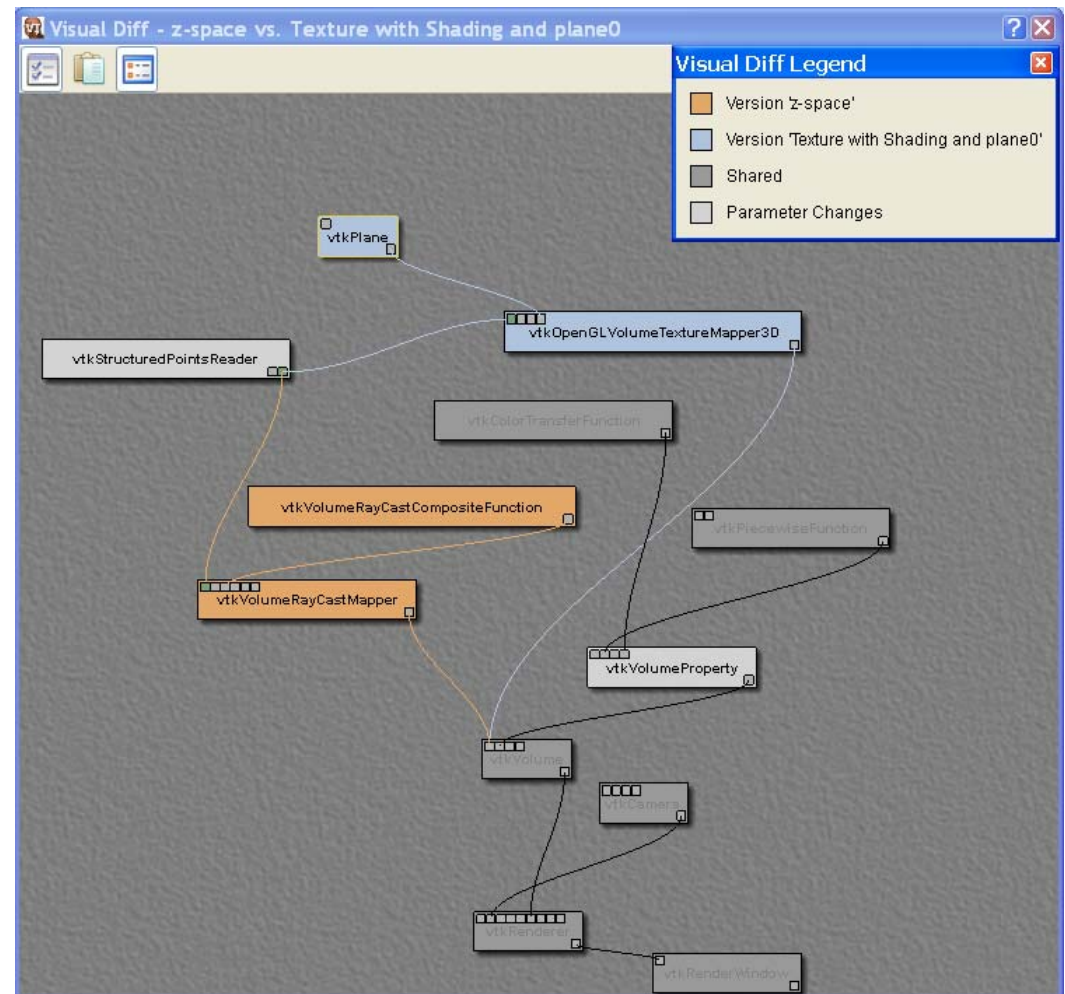 Visual Diff - z-space vs. Texture with Shading and plane0
Visual Diff Legend
Version 'z-space'
Version 'Texture with Shading and plane0'
Shared
Parameter Changes
vtkPlane
vtkOpenGLVolumeTextureMapper3D
vtkStructuredPointsReader
vtkColorTransferFunction
vtkVolumeRayCastCompositeFunction
vtkPiecewiseFunction
vtkVolumeRayCastMapper
vtkVolumeProperty
vtkVolume
vtkCamera
vtkRenderer
vtkRenderWindow